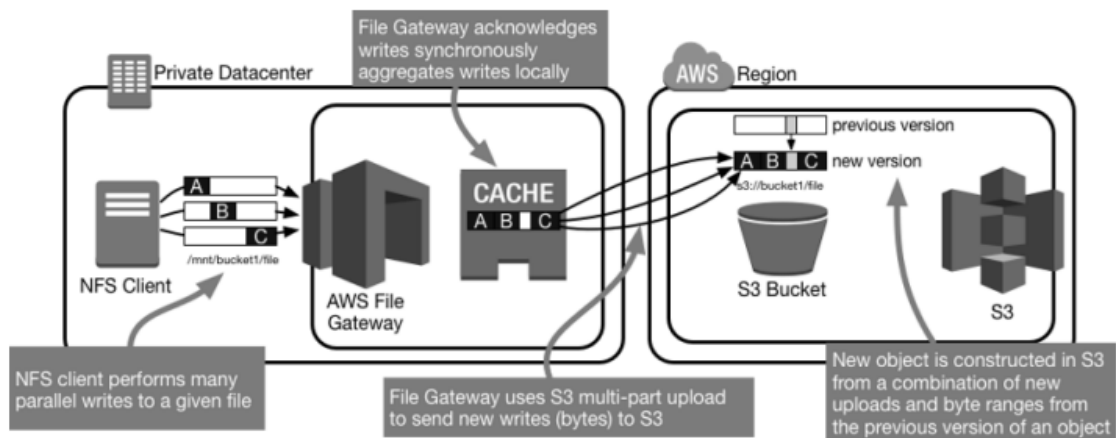 File Gateway acknowledges
writes synchronously
aggregates writes locally
Private Datacenter
AWS
Region
previous version
A
B
C
new version
s3://bucket1/file
CACHE
A
B
C
A
B
C
/mnt/bucket1/file
NFS Client
AWS File
Gateway
S3 Bucket
S3
NFS client performs many
parallel writes to a given file
File Gateway uses S3 multi-part upload
to send new writes (bytes) to S3
New object is constructed in S3
from a combination of new
uploads and byte ranges from
the previous version of an object